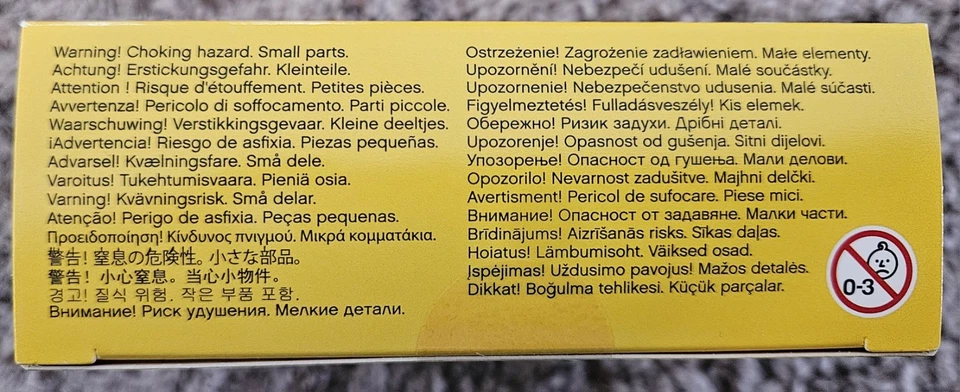 Warning! Choking hazard. Small parts.
Achtung! Erstickungsgefahr. Kleinteile.
Attention ! Risque d'étouffement. Petites pièces.
Avvertenza! Pericolo di soffocamento. Parti piccole.
Waarschuwing! Verstikkingsgevaar. Kleine deeltjes.
¡Advertencia! Riesgo de asfixia. Piezas pequeñas.
Advarsel! Kvælningsfare. Små dele.
Varoitus! Tukehtumisvaara. Pieniä osia.
Varning! Kvävningsrisk. Små delar.
Atenção! Perigo de asfixia. Peças pequenas.
Προειδοποίηση! Κίνδυνος πνιγμού. Μικρά κομματάκια.
警告! 窒息の危険性。小さな部品。
警告! 小心窒息。当心小物件。
경고! 질식 위험. 작은 부품 포함.
Внимание! Риск удушения. Мелкие детали.
Ostrzeżenie! Zagrożenie zadławieniem. Małe elementy.
Upozornění! Nebezpečí udušení. Malé součástky.
Upozornenie! Nebezpečenstvo udusenia. Malé súčasti.
Figyelmeztetés! Fulladásveszély! Kis elemek.
Обережно! Ризик задухи. Дрібні деталі.
Upozorenje! Opasnost od gušenja. Sitni dijelovi.
Упозорење! Опасност од гушења. Мали делови.
Opozorilo! Nevarnost zadušitve. Majhni delčki.
Avertisment! Pericol de sufocare. Piese mici.
Внимание! Опасност от задавяне. Малки части.
Brīdinājums! Aizrīšanās risks. Sīkas daļas.
Hoiatus! Lämbumisoht. Väiksed osad.
Įspėjimas! Uždusimo pavojus! Mažos detalės.
Dikkat! Boğulma tehlikesi. Küçük parçalar.
0-3